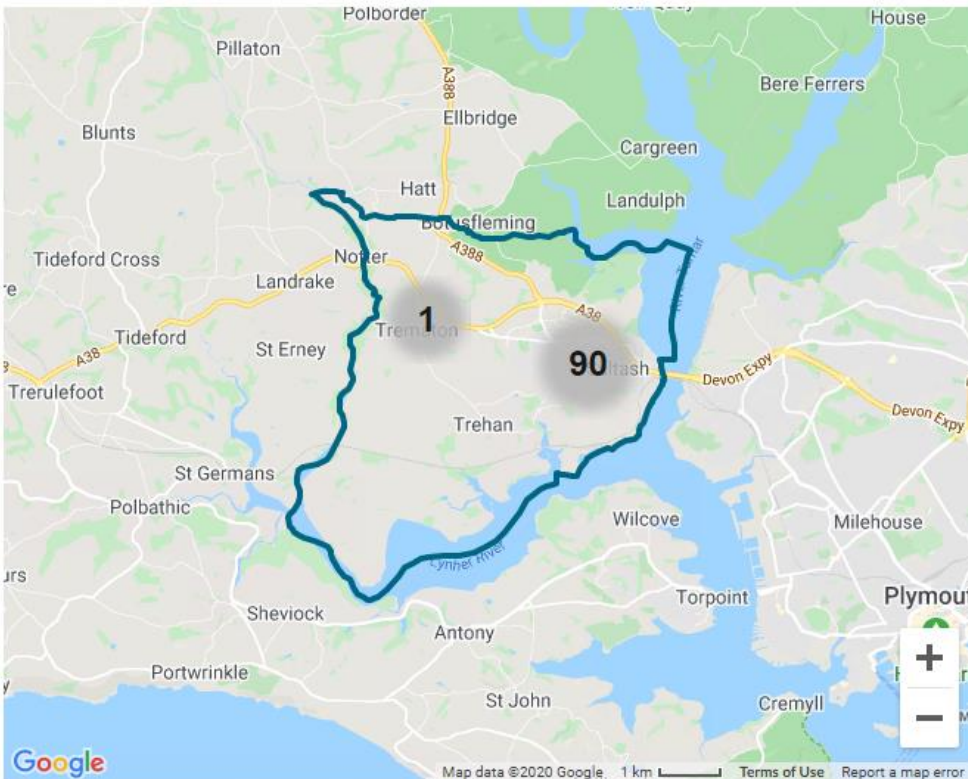 Polborder
House
Pillaton
A388
Bere Ferrers
Ellbridge
Blunts
Cargreen
Hatt
Landulph
Botusfleming
A388
Tideford Cross
Notter
Landrake
1
A38
Tideford
St Erney
90
A38
Devon Expy
Trerulefoot
Devon Expy
Trehan
St Germans
Polbathic
Wilcove
Milehouse
Lynher River
Torpoint
Sheviock
Antony
+
Portwrinkle
St John
Cremyll
−
Google
Map data ©2020 Google
1 km
Terms of Use
Report a map error